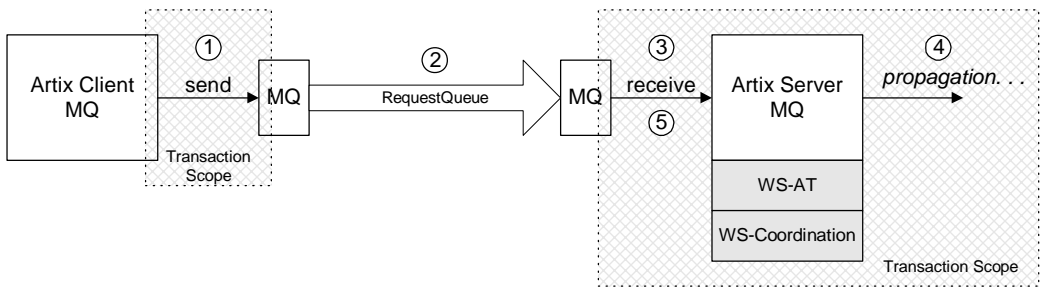 1
2
3
4
Artix Client
MQ
send
MQ
RequestQueue
MQ
receive
5
Artix Server
MQ
propagation. . .
Transaction
Scope
WS-AT
WS-Coordination
Transaction Scope